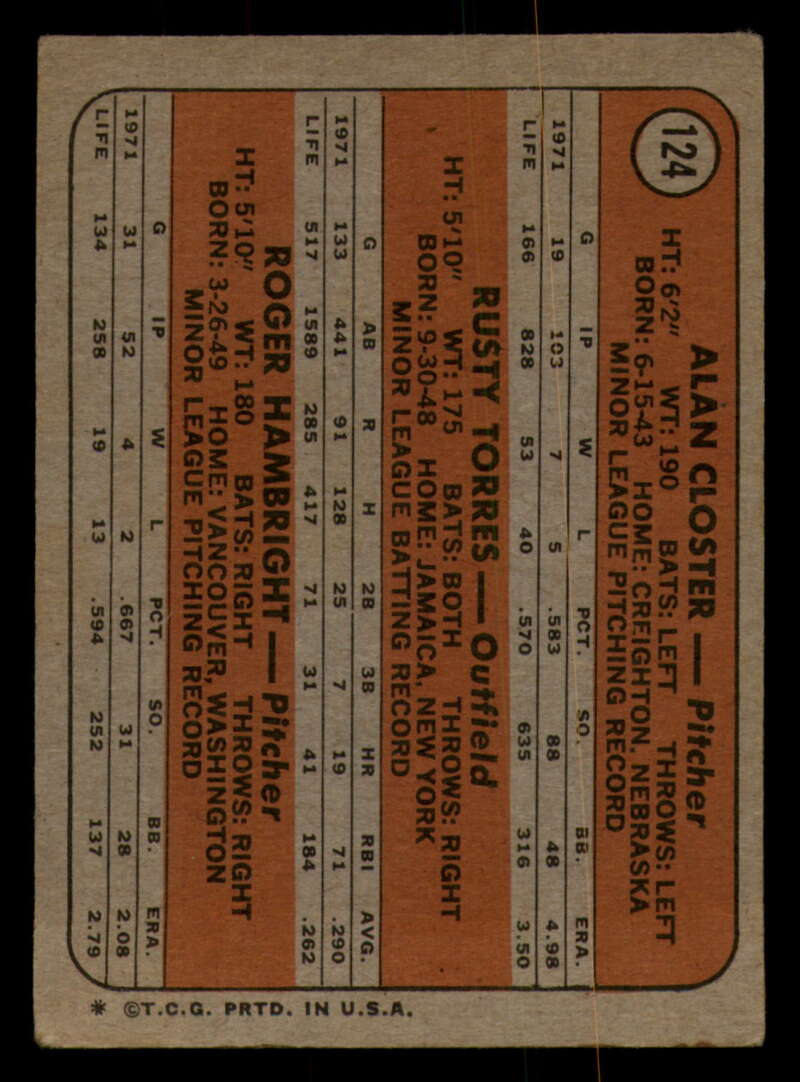 124
ALAN CLOSTER — Pitcher
HT: 6'2" WT: 190 BATS: LEFT THROWS: LEFT
BORN: 6-15-43 HOME: CREIGHTON, NEBRASKA
MINOR LEAGUE PITCHING RECORD
G IP W L PCT. SO. BB. ERA.
1971 19 103 7 5 .583 88 48 4.98
LIFE 166 828 53 40 .570 635 316 3.50
RUSTY TORRES — Outfield
HT: 5'10" WT: 175 BATS: BOTH THROWS: RIGHT
BORN: 9-30-48 HOME: JAMAICA, NEW YORK
MINOR LEAGUE BATTING RECORD
G AB R H 2B 3B HR RBI AVG.
1971 133 441 91 128 25 7 19 71 .290
LIFE 517 1589 285 417 71 31 41 184 .262
ROGER HAMBRIGHT — Pitcher
HT: 5'10" WT: 180 BATS: RIGHT THROWS: RIGHT
BORN: 3-26-49 HOME: VANCOUVER, WASHINGTON
MINOR LEAGUE PITCHING RECORD
G IP W L PCT. SO. BB. ERA.
1971 31 52 4 2 .667 31 28 2.08
LIFE 134 258 19 13 .594 252 137 2.79
* ©T.C.G. PRTD. IN U.S.A.